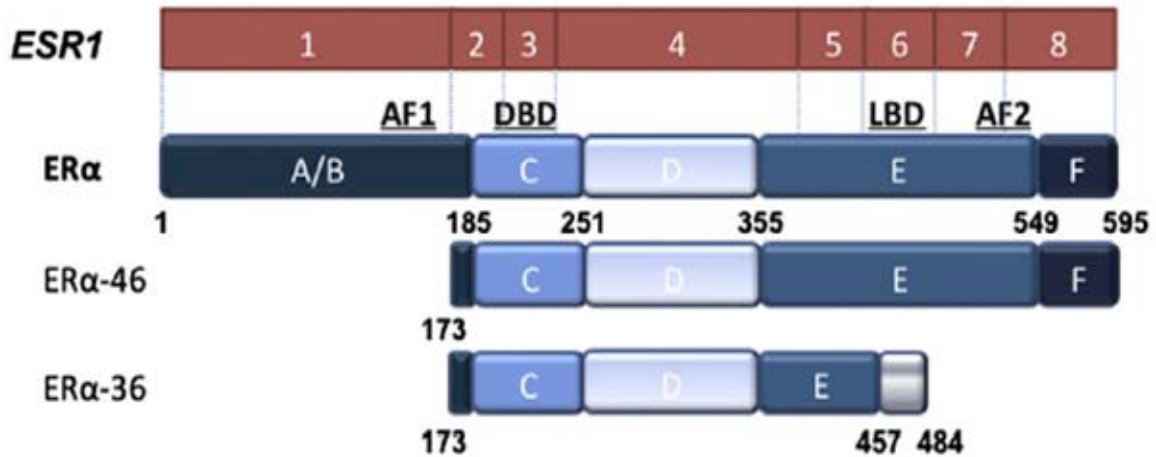 ESR1 1 2 3 4 5 6 7 8
AF1 DBD LBD AF2
ERα A/B C D E F
1 185 251 355 549 595
ERα-46 C D E F
173
ERα-36 C D E
173 457 484